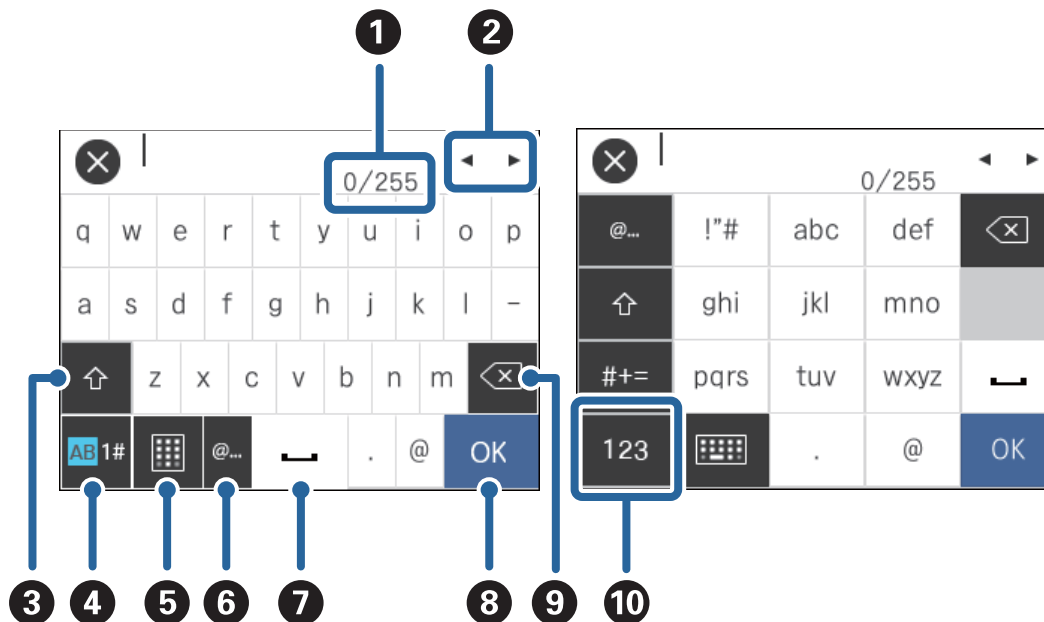 1 2
0/255
q w e r t y u i o p
a s d f g h j k l -
z x c v b n m
AB 1# @... . @ OK
3 4 5 6 7 8 9 10
0/255
@... !"# abc def
ghi jkl mno
#+= pqrs tuv wxyz
123 . @ OK